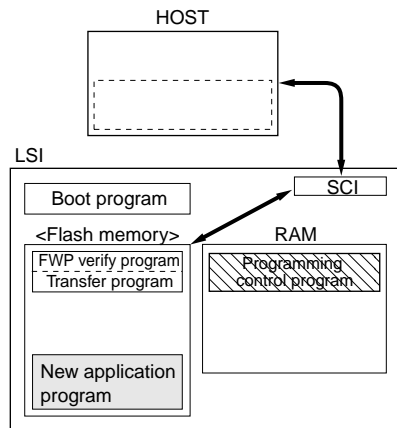 HOST
LSI
SCI
Boot program
<Flash memory>
RAM
FWP verify program
Transfer program
Programming
control program
New application
program